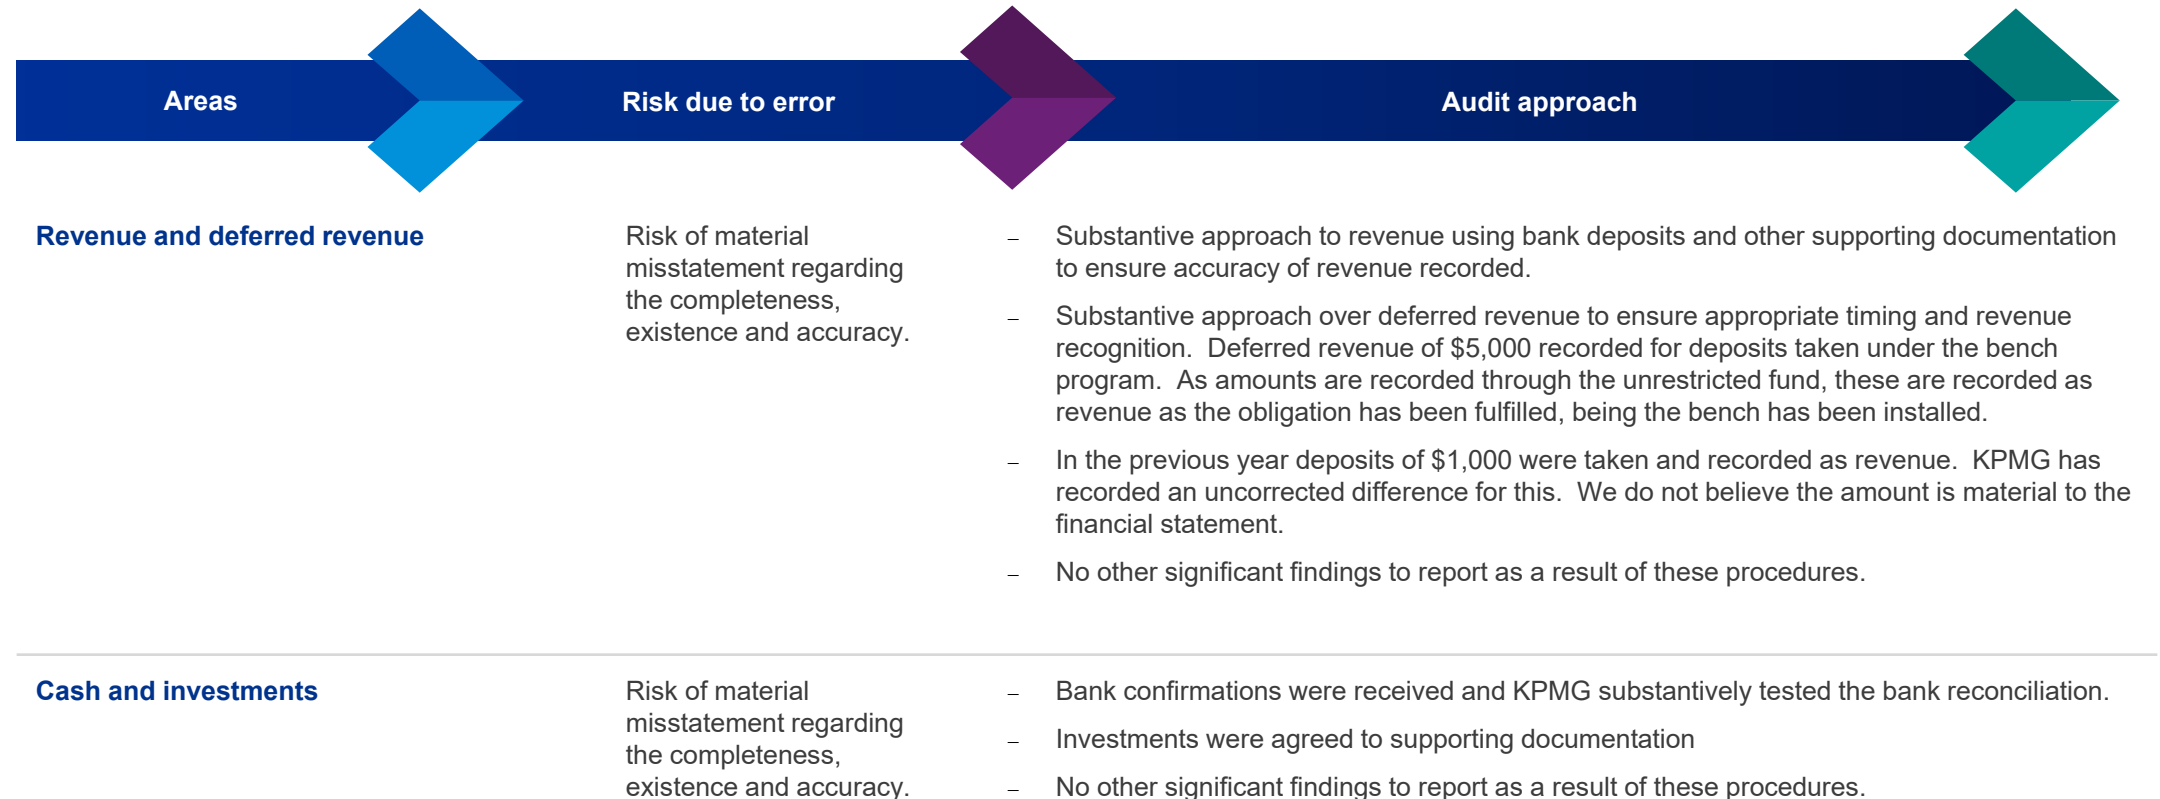 Areas
Risk due to error
Audit approach
Revenue and deferred revenue
Risk of material
misstatement regarding
the completeness,
existence and accuracy.
– Substantive approach to revenue using bank deposits and other supporting documentation
to ensure accuracy of revenue recorded.
– Substantive approach over deferred revenue to ensure appropriate timing and revenue
recognition.  Deferred revenue of $5,000 recorded for deposits taken under the bench
program.  As amounts are recorded through the unrestricted fund, these are recorded as
revenue as the obligation has been fulfilled, being the bench has been installed.
– In the previous year deposits of $1,000 were taken and recorded as revenue.  KPMG has
recorded an uncorrected difference for this.  We do not believe the amount is material to the
financial statement.
– No other significant findings to report as a result of these procedures.
Cash and investments
Risk of material
misstatement regarding
the completeness,
existence and accuracy.
– Bank confirmations were received and KPMG substantively tested the bank reconciliation.
– Investments were agreed to supporting documentation
– No other significant findings to report as a result of these procedures.